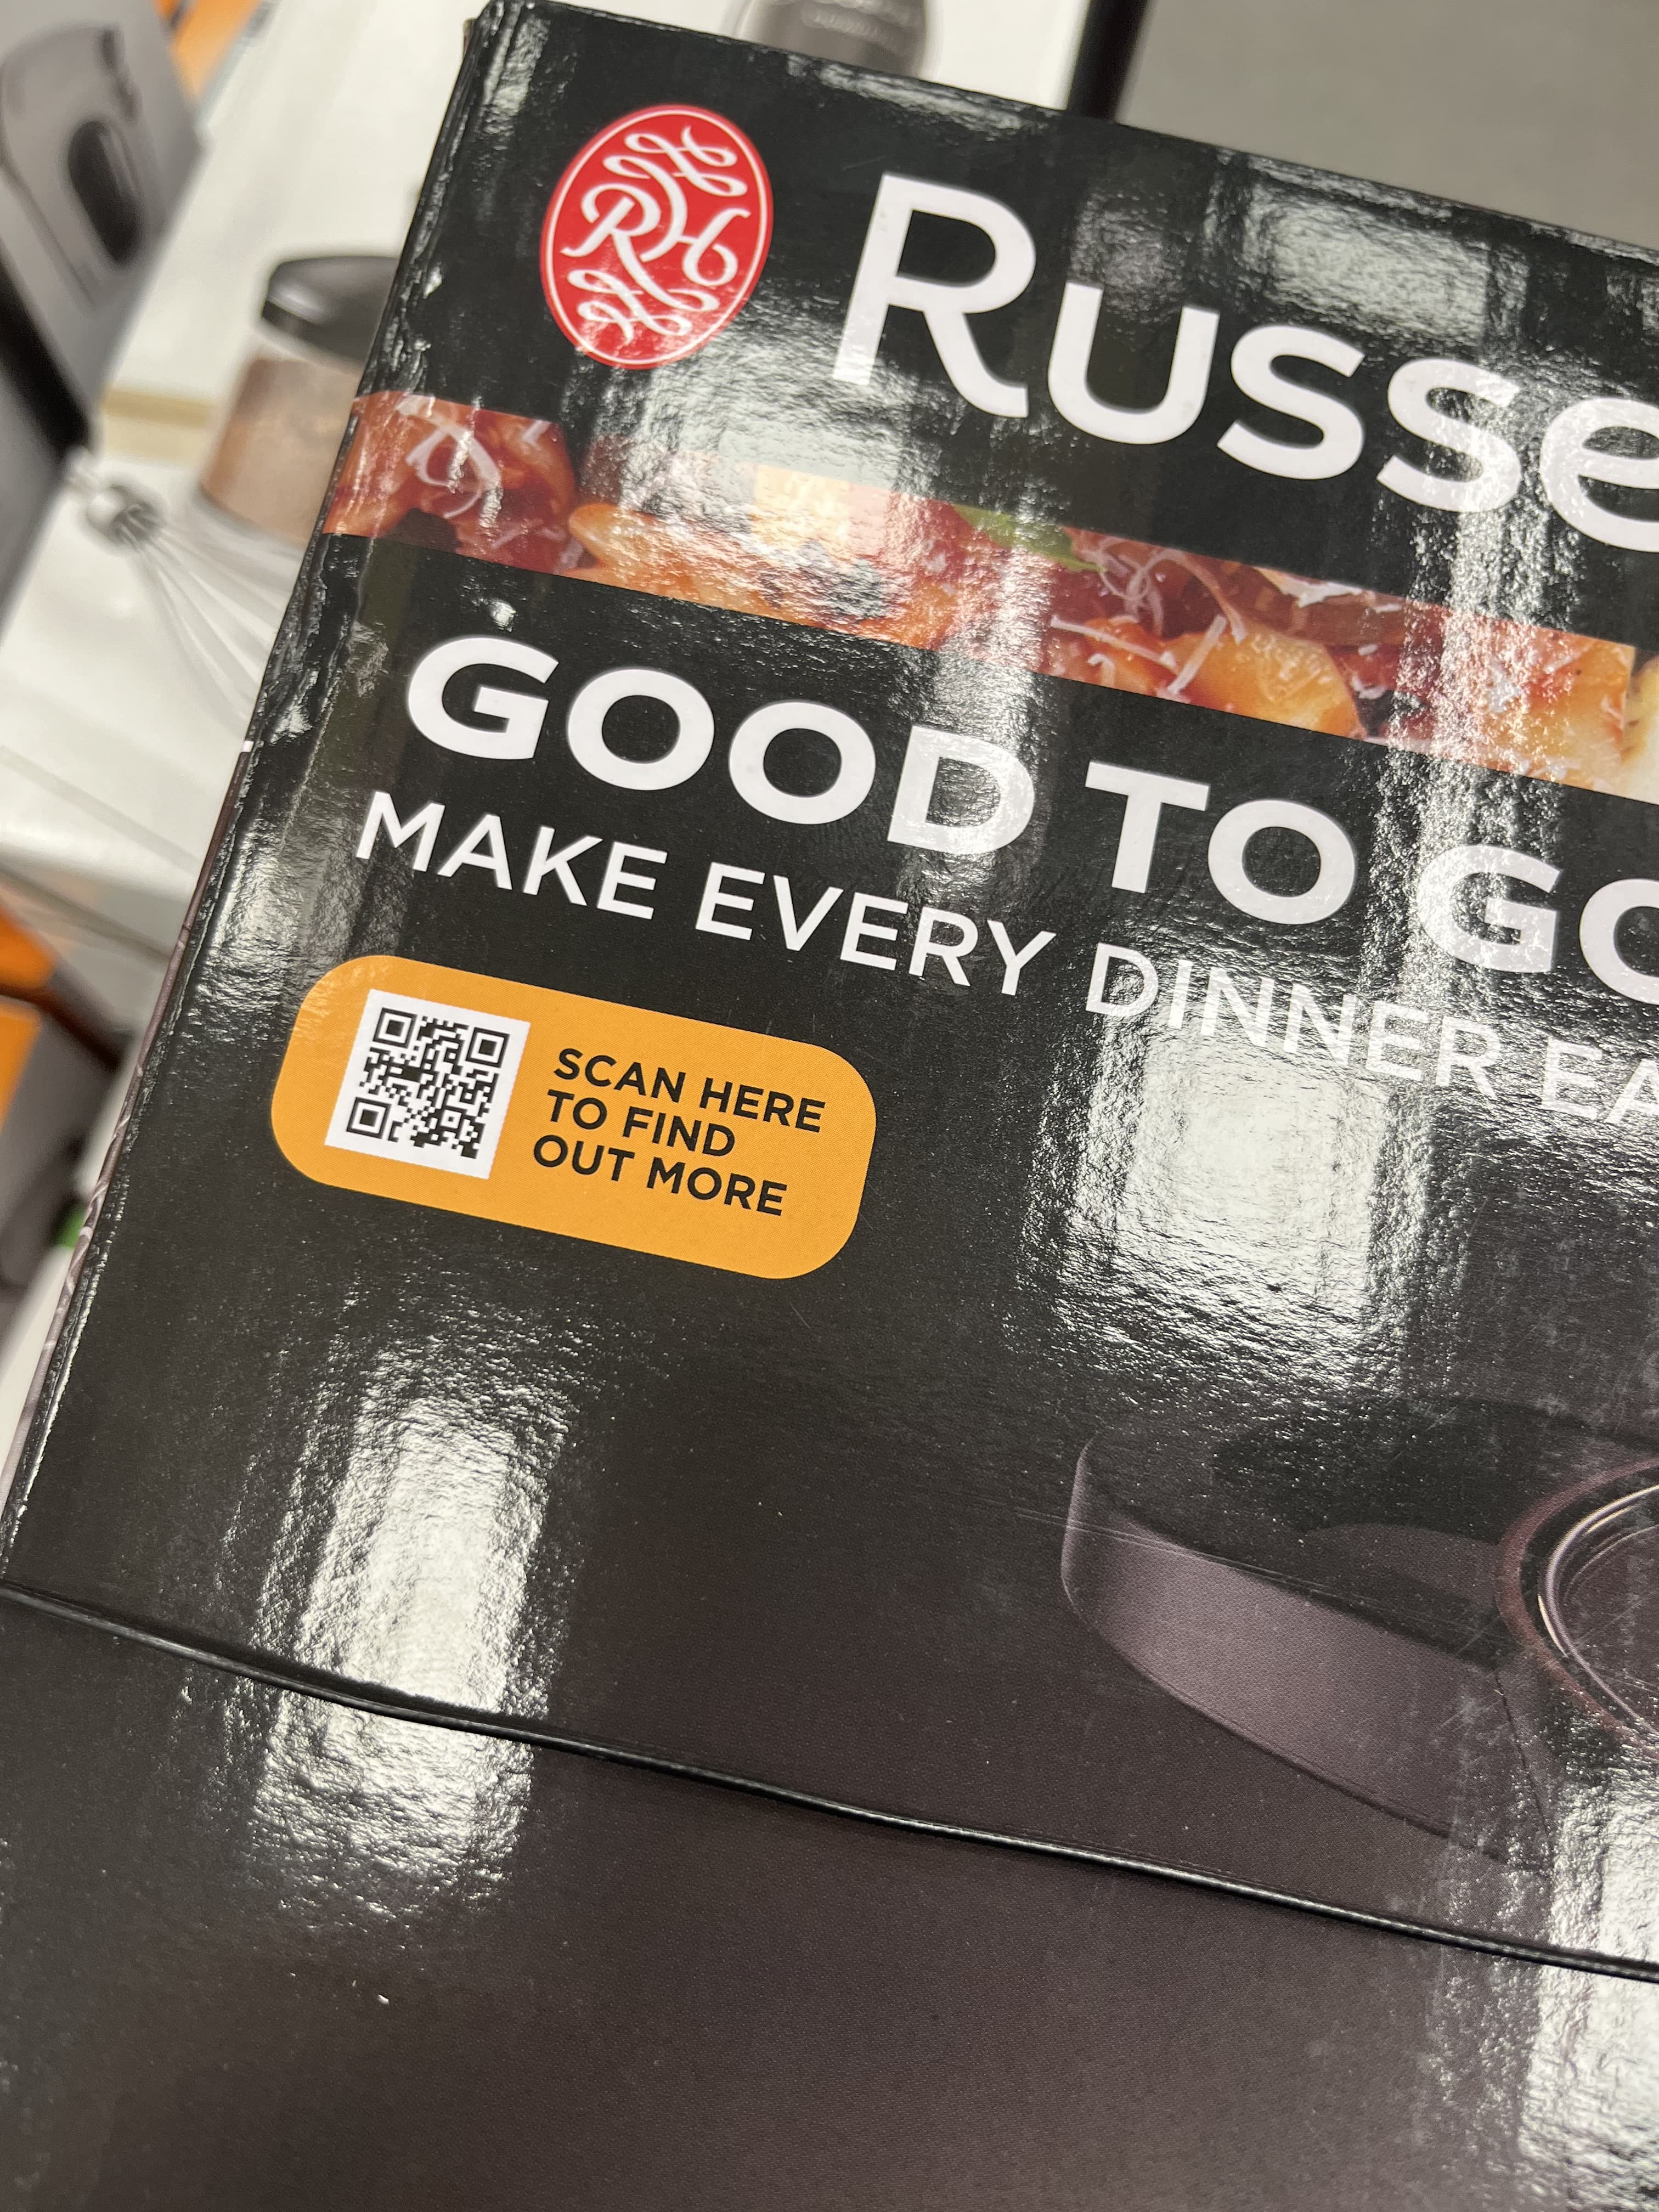 RH
Russe
GOOD TO GO
MAKE EVERY DINNER EA
SCAN HERE
TO FIND
OUT MORE